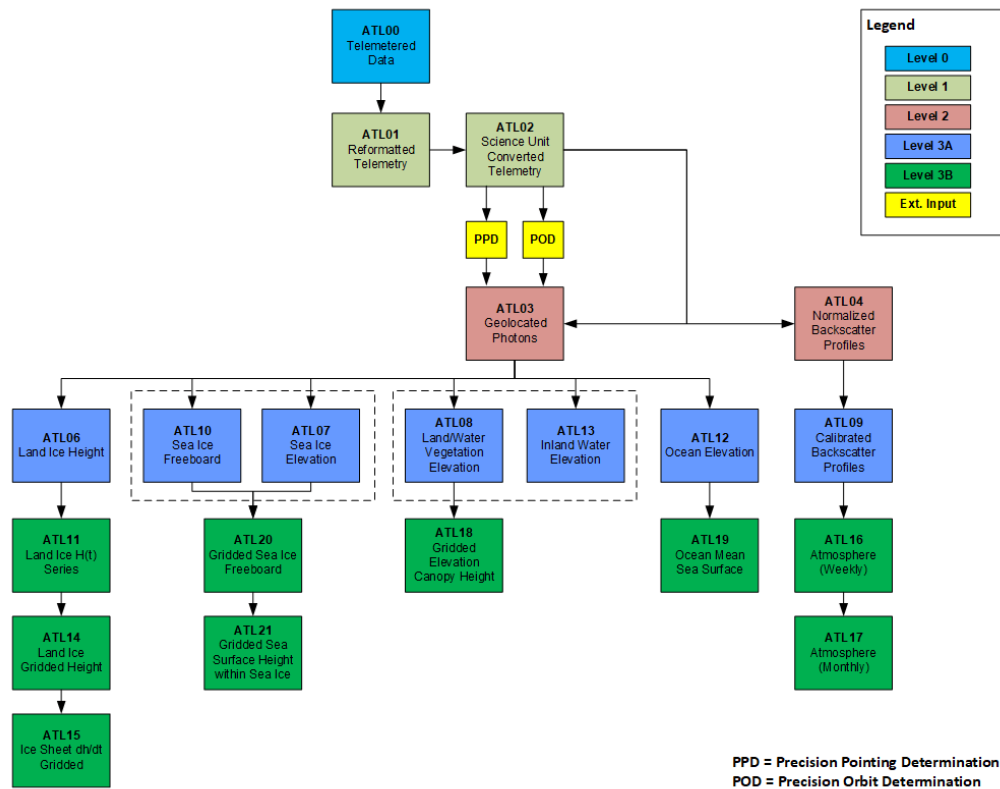 ATL00
Telemetered
Data
Legend
Level 0
Level 1
Level 2
Level 3A
Level 3B
Ext. Input
ATL01
Reformatted
Telemetry
ATL02
Science Unit
Converted
Telemetry
PPD
POD
ATL03
Geolocated
Photons
ATL04
Normalized
Backscatter
Profiles
ATL06
Land Ice Height
ATL10
Sea Ice
Freeboard
ATL07
Sea Ice
Elevation
ATL08
Land/Water
Vegetation
Elevation
ATL13
Inland Water
Elevation
ATL12
Ocean Elevation
ATL09
Calibrated
Backscatter
Profiles
ATL11
Land Ice H(t)
Series
ATL20
Gridded Sea Ice
Freeboard
ATL18
Gridded
Elevation
Canopy Height
ATL19
Ocean Mean
Sea Surface
ATL16
Atmosphere
(Weekly)
ATL14
Land Ice
Gridded Height
ATL21
Gridded Sea
Surface Height
within Sea Ice
ATL17
Atmosphere
(Monthly)
ATL15
Ice Sheet dh/dt
Gridded
PPD = Precision Pointing Determination
POD = Precision Orbit Determination